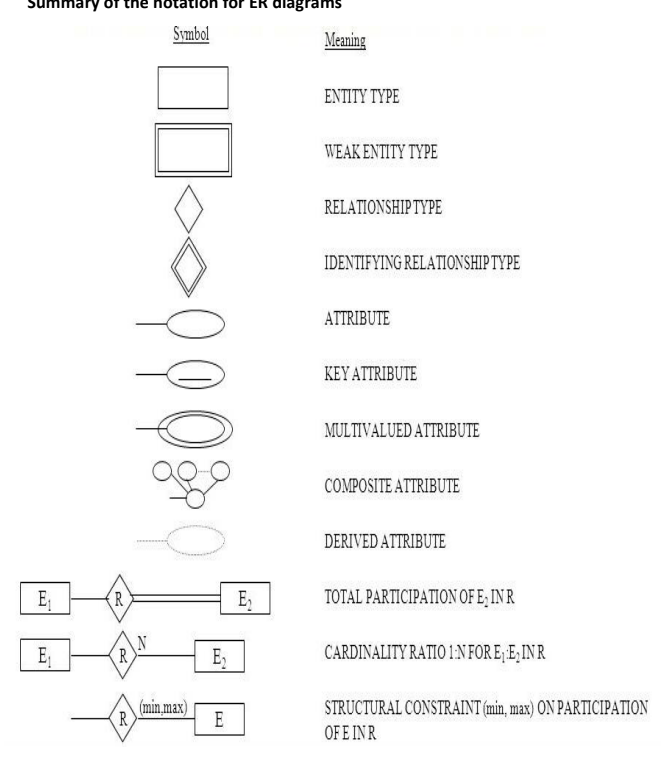 Summary of the notation for ER diagrams
Symbol Meaning
ENTITY TYPE
WEAK ENTITY TYPE
RELATIONSHIP TYPE
IDENTIFYING RELATIONSHIP TYPE
ATTRIBUTE
KEY ATTRIBUTE
MULTIVALUED ATTRIBUTE
COMPOSITE ATTRIBUTE
DERIVED ATTRIBUTE
E₁ R E₂ TOTAL PARTICIPATION OF E₂ IN R
E₁ R N E₂ CARDINALITY RATIO 1:N FOR E₁:E₂ IN R
R (min,max) E STRUCTURAL CONSTRAINT (min, max) ON PARTICIPATION
OF E IN R